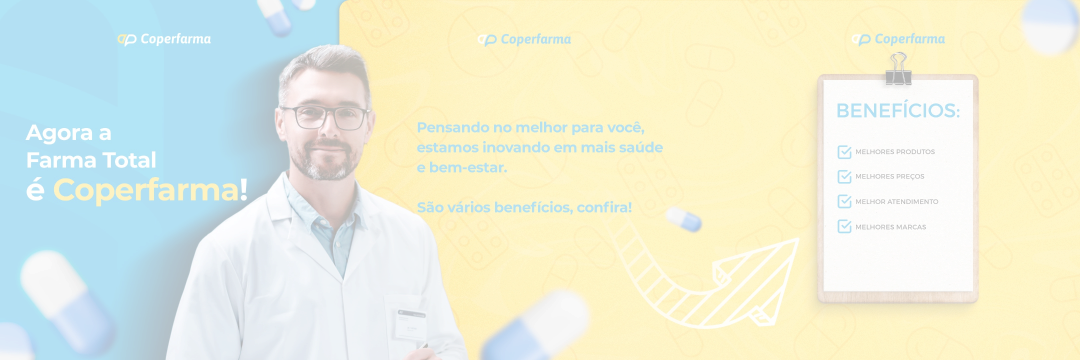 Coperfarma
Agora a
Farma Total
é Coperfarma!
Coperfarma
Pensando no melhor para você,
estamos inovando em mais saúde
e bem-estar.
São vários benefícios, confira!
Coperfarma
BENEFÍCIOS:
MELHORES PRODUTOS
MELHORES PREÇOS
MELHOR ATENDIMENTO
MELHORES MARCAS